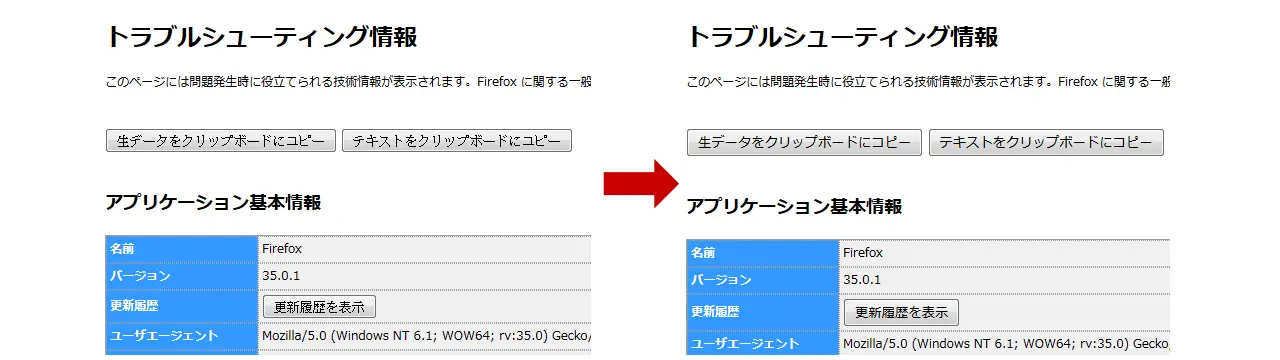 トラブルシューティング情報
このページには問題発生時に役立てられる技術情報が表示されます。Firefox に関する一般
生データをクリップボードにコピー テキストをクリップボードにコピー
アプリケーション基本情報
名前 Firefox
バージョン 35.0.1
更新履歴 更新履歴を表示
ユーザエージェント Mozilla/5.0 (Windows NT 6.1; WOW64; rv:35.0) Gecko/
トラブルシューティング情報
このページには問題発生時に役立てられる技術情報が表示されます。Firefox に関する一般
生データをクリップボードにコピー テキストをクリップボードにコピー
アプリケーション基本情報
名前 Firefox
バージョン 35.0.1
更新履歴 更新履歴を表示
ユーザエージェント Mozilla/5.0 (Windows NT 6.1; WOW64; rv:35.0) Gecko/